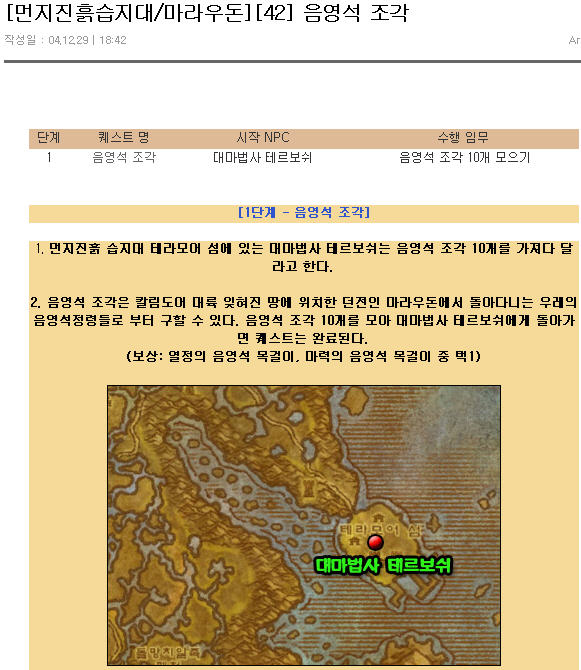 [먼지진흙습지대/마라우돈][42] 음영석 조각
작성일 : 04,12,29 | 18:42
Ar
단계 퀘스트 명 시작 NPC 수행 임무
1 음영석 조각 대마법사 테르보쉬 음영석 조각 10개 모으기
[1단계 - 음영석 조각]
1. 먼지진흙 습지대 테라모어 섬에 있는 대마법사 테르보쉬는 음영석 조각 10개를 가져다 달
라고 한다.
2. 음영석 조각은 칼림도어 대륙 잊혀진 땅에 위치한 던전인 마라우돈에서 돌아다니는 우레의
음영석정령들로 부터 구할 수 있다. 음영석 조각 10개를 모아 대마법사 테르보쉬에게 돌아가
면 퀘스트는 완료된다.
(보상: 열정의 음영석 목걸이, 마력의 음영석 목걸이 중 택1)
테라모어 섬
대마법사 테르보쉬